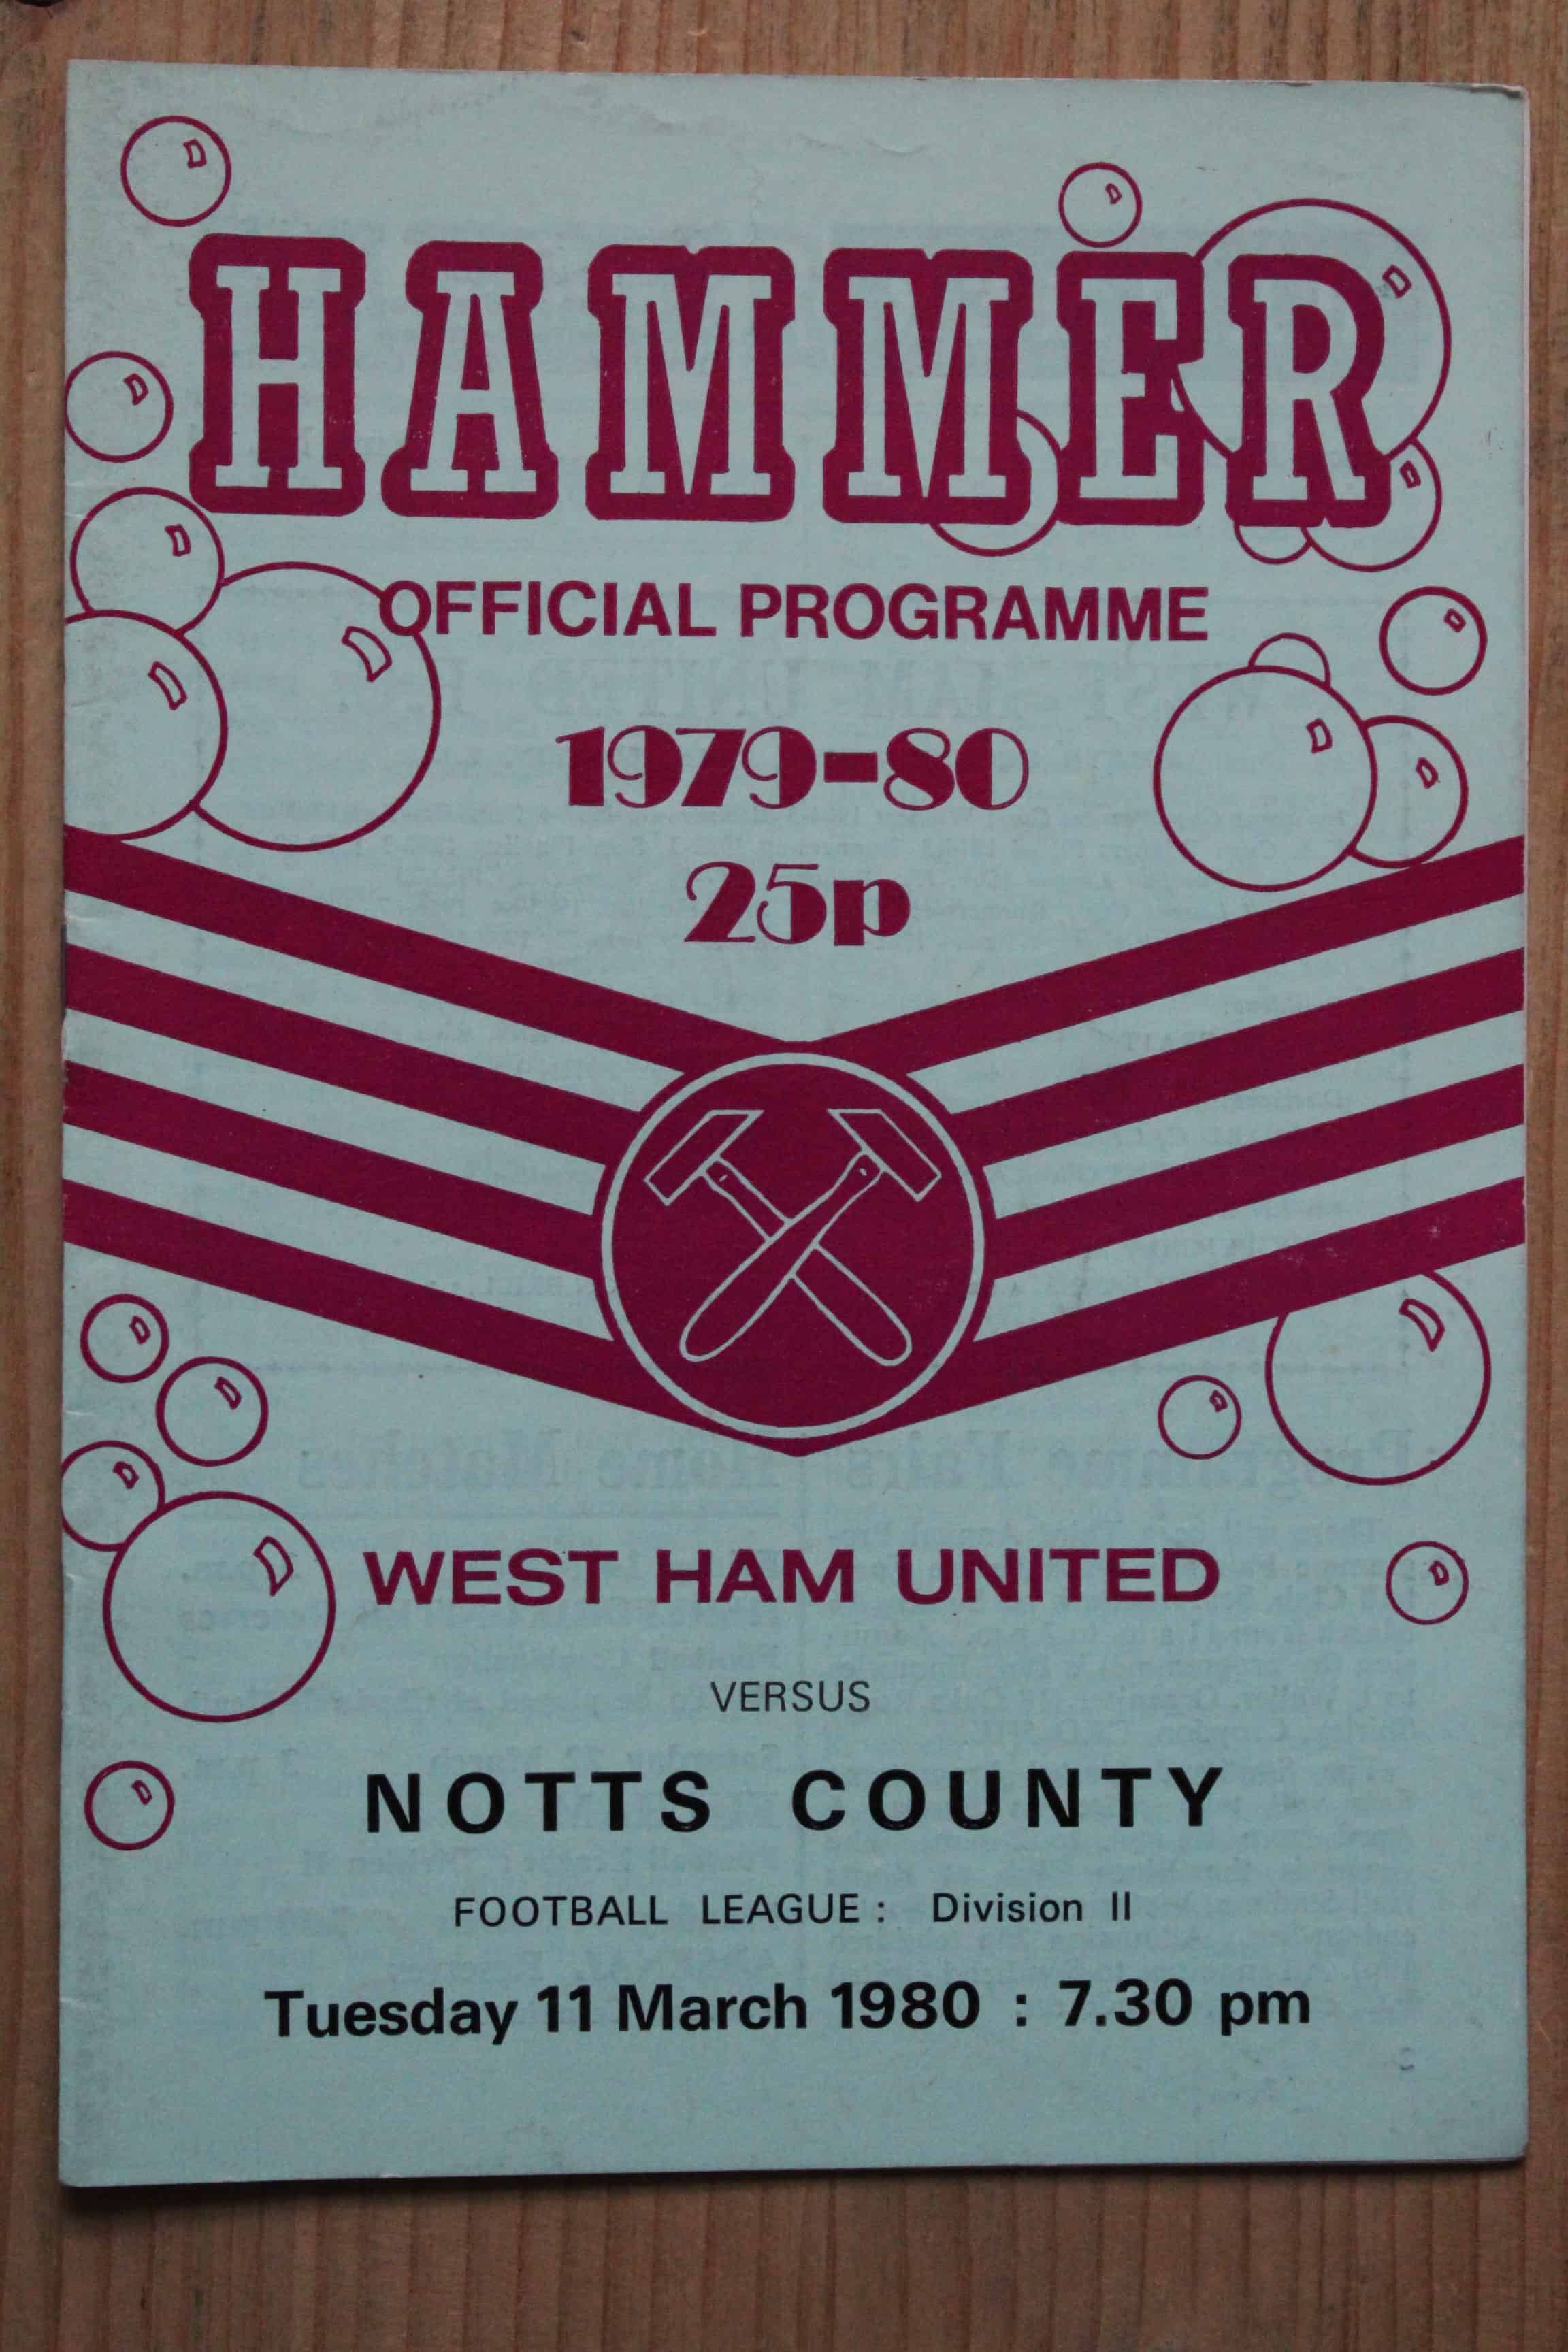 HAMMER
OFFICIAL PROGRAMME
1979-80
25p
WEST HAM UNITED
VERSUS
NOTTS COUNTY
FOOTBALL LEAGUE : Division II
Tuesday 11 March 1980 : 7.30 pm